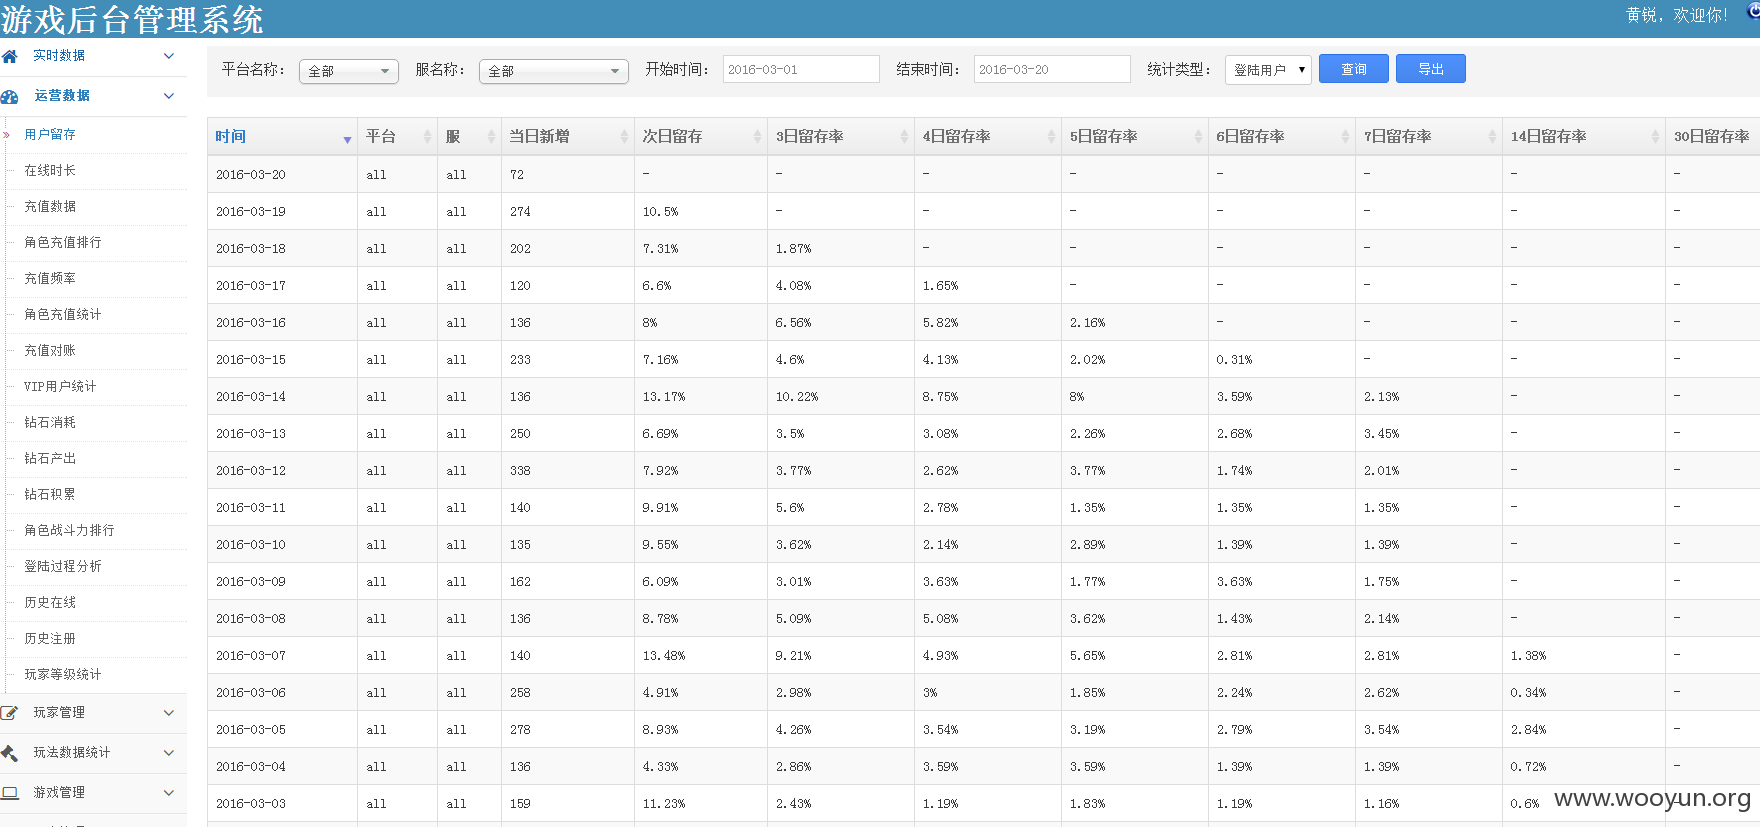 游戏后台管理系统
黄锐，欢迎你!
实时数据
运营数据
用户留存
在线时长
充值数据
角色充值排行
充值频率
角色充值统计
充值对账
VIP用户统计
钻石消耗
钻石产出
钻石积累
角色战斗力排行
登陆过程分析
历史在线
历史注册
玩家等级统计
玩家管理
玩法数据统计
游戏管理
平台名称： 全部 服名称： 全部 开始时间： 2016-03-01 结束时间： 2016-03-20 统计类型： 登陆用户 查询 导出
时间 平台 服 当日新增 次日留存 3日留存率 4日留存率 5日留存率 6日留存率 7日留存率 14日留存率 30日留存率
2016-03-20 all all 72 - - - - - - - -
2016-03-19 all all 274 10.5% - - - - - - -
2016-03-18 all all 202 7.31% 1.87% - - - - - -
2016-03-17 all all 120 6.6% 4.08% 1.65% - - - - -
2016-03-16 all all 136 8% 6.56% 5.82% 2.16% - - - -
2016-03-15 all all 233 7.16% 4.6% 4.13% 2.02% 0.31% - - -
2016-03-14 all all 136 13.17% 10.22% 8.75% 8% 3.59% 2.13% - -
2016-03-13 all all 250 6.69% 3.5% 3.08% 2.26% 2.68% 3.45% - -
2016-03-12 all all 338 7.92% 3.77% 2.62% 3.77% 1.74% 2.01% - -
2016-03-11 all all 140 9.91% 5.6% 2.78% 1.35% 1.35% 1.35% - -
2016-03-10 all all 135 9.55% 3.62% 2.14% 2.89% 1.39% 1.39% - -
2016-03-09 all all 162 6.09% 3.01% 3.63% 1.77% 3.63% 1.75% - -
2016-03-08 all all 136 8.78% 5.09% 5.08% 3.62% 1.43% 2.14% - -
2016-03-07 all all 140 13.48% 9.21% 4.93% 5.65% 2.81% 2.81% 1.38% -
2016-03-06 all all 258 4.91% 2.98% 3% 1.85% 2.24% 2.62% 0.34% -
2016-03-05 all all 278 8.93% 4.26% 3.54% 3.19% 2.79% 3.54% 2.84% -
2016-03-04 all all 136 4.33% 2.86% 3.59% 3.59% 1.39% 1.39% 0.72% -
2016-03-03 all all 159 11.23% 2.43% 1.19% 1.83% 1.19% 1.16% 0.6% -
www.wooyun.org